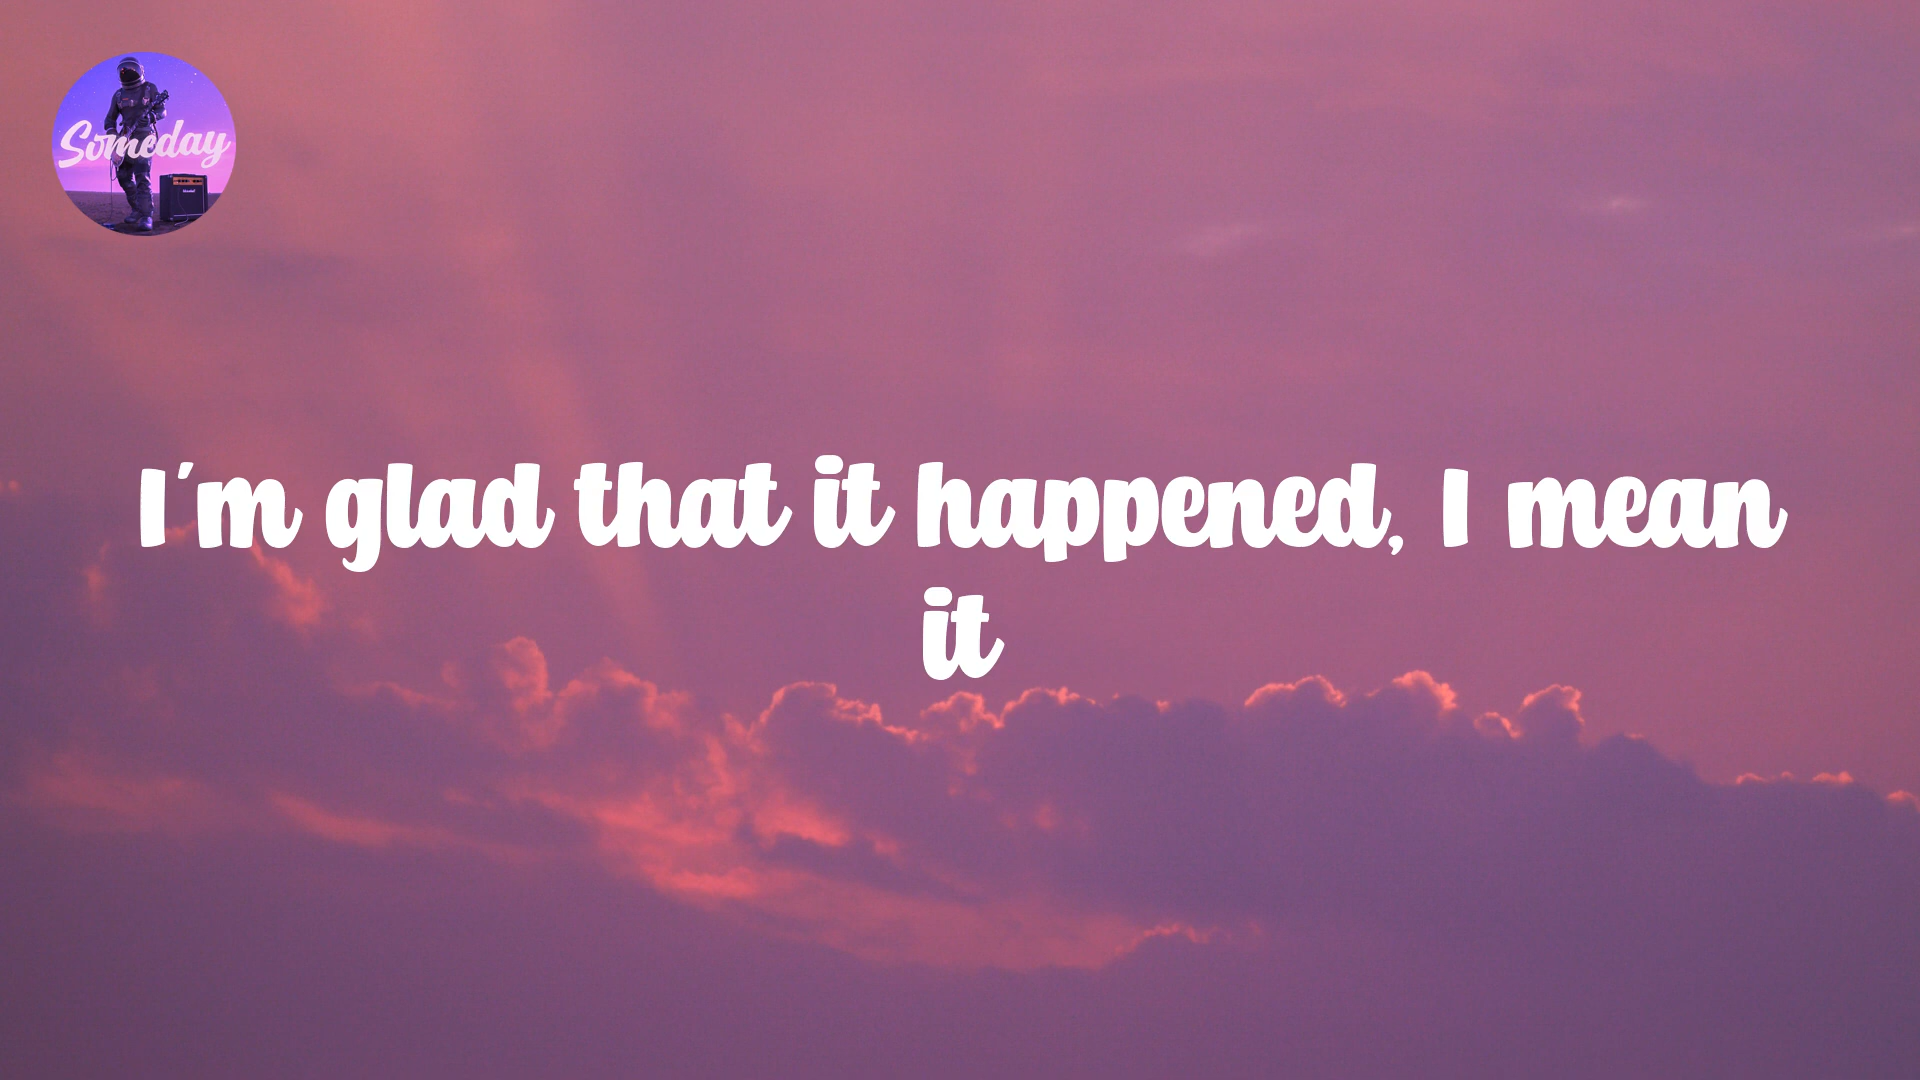 Someday
I'm glad that it happened, I mean
it